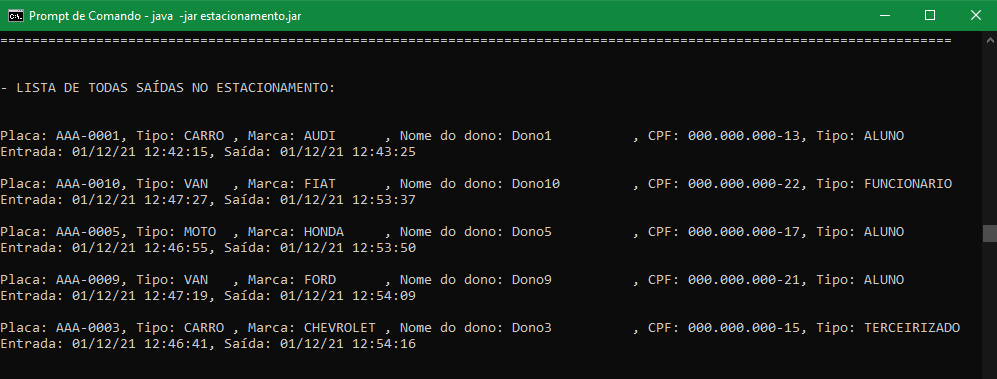 Prompt de Comando - java -jar estacionamento.jar
=======================================================================================================================
- LISTA DE TODAS SAÍDAS NO ESTACIONAMENTO:
Placa: AAA-0001, Tipo: CARRO , Marca: AUDI      , Nome do dono: Dono1          , CPF: 000.000.000-13, Tipo: ALUNO
Entrada: 01/12/21 12:42:15, Saída: 01/12/21 12:43:25
Placa: AAA-0010, Tipo: VAN   , Marca: FIAT      , Nome do dono: Dono10         , CPF: 000.000.000-22, Tipo: FUNCIONARIO
Entrada: 01/12/21 12:47:27, Saída: 01/12/21 12:53:37
Placa: AAA-0005, Tipo: MOTO  , Marca: HONDA     , Nome do dono: Dono5          , CPF: 000.000.000-17, Tipo: ALUNO
Entrada: 01/12/21 12:46:55, Saída: 01/12/21 12:53:50
Placa: AAA-0009, Tipo: VAN   , Marca: FORD      , Nome do dono: Dono9          , CPF: 000.000.000-21, Tipo: ALUNO
Entrada: 01/12/21 12:47:19, Saída: 01/12/21 12:54:09
Placa: AAA-0003, Tipo: CARRO , Marca: CHEVROLET , Nome do dono: Dono3          , CPF: 000.000.000-15, Tipo: TERCEIRIZADO
Entrada: 01/12/21 12:46:41, Saída: 01/12/21 12:54:16